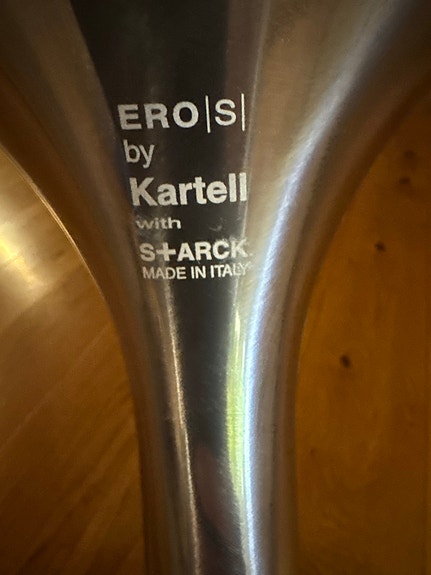 ERO|S|
by
Kartell
with
S+ARCK
MADE IN ITALY